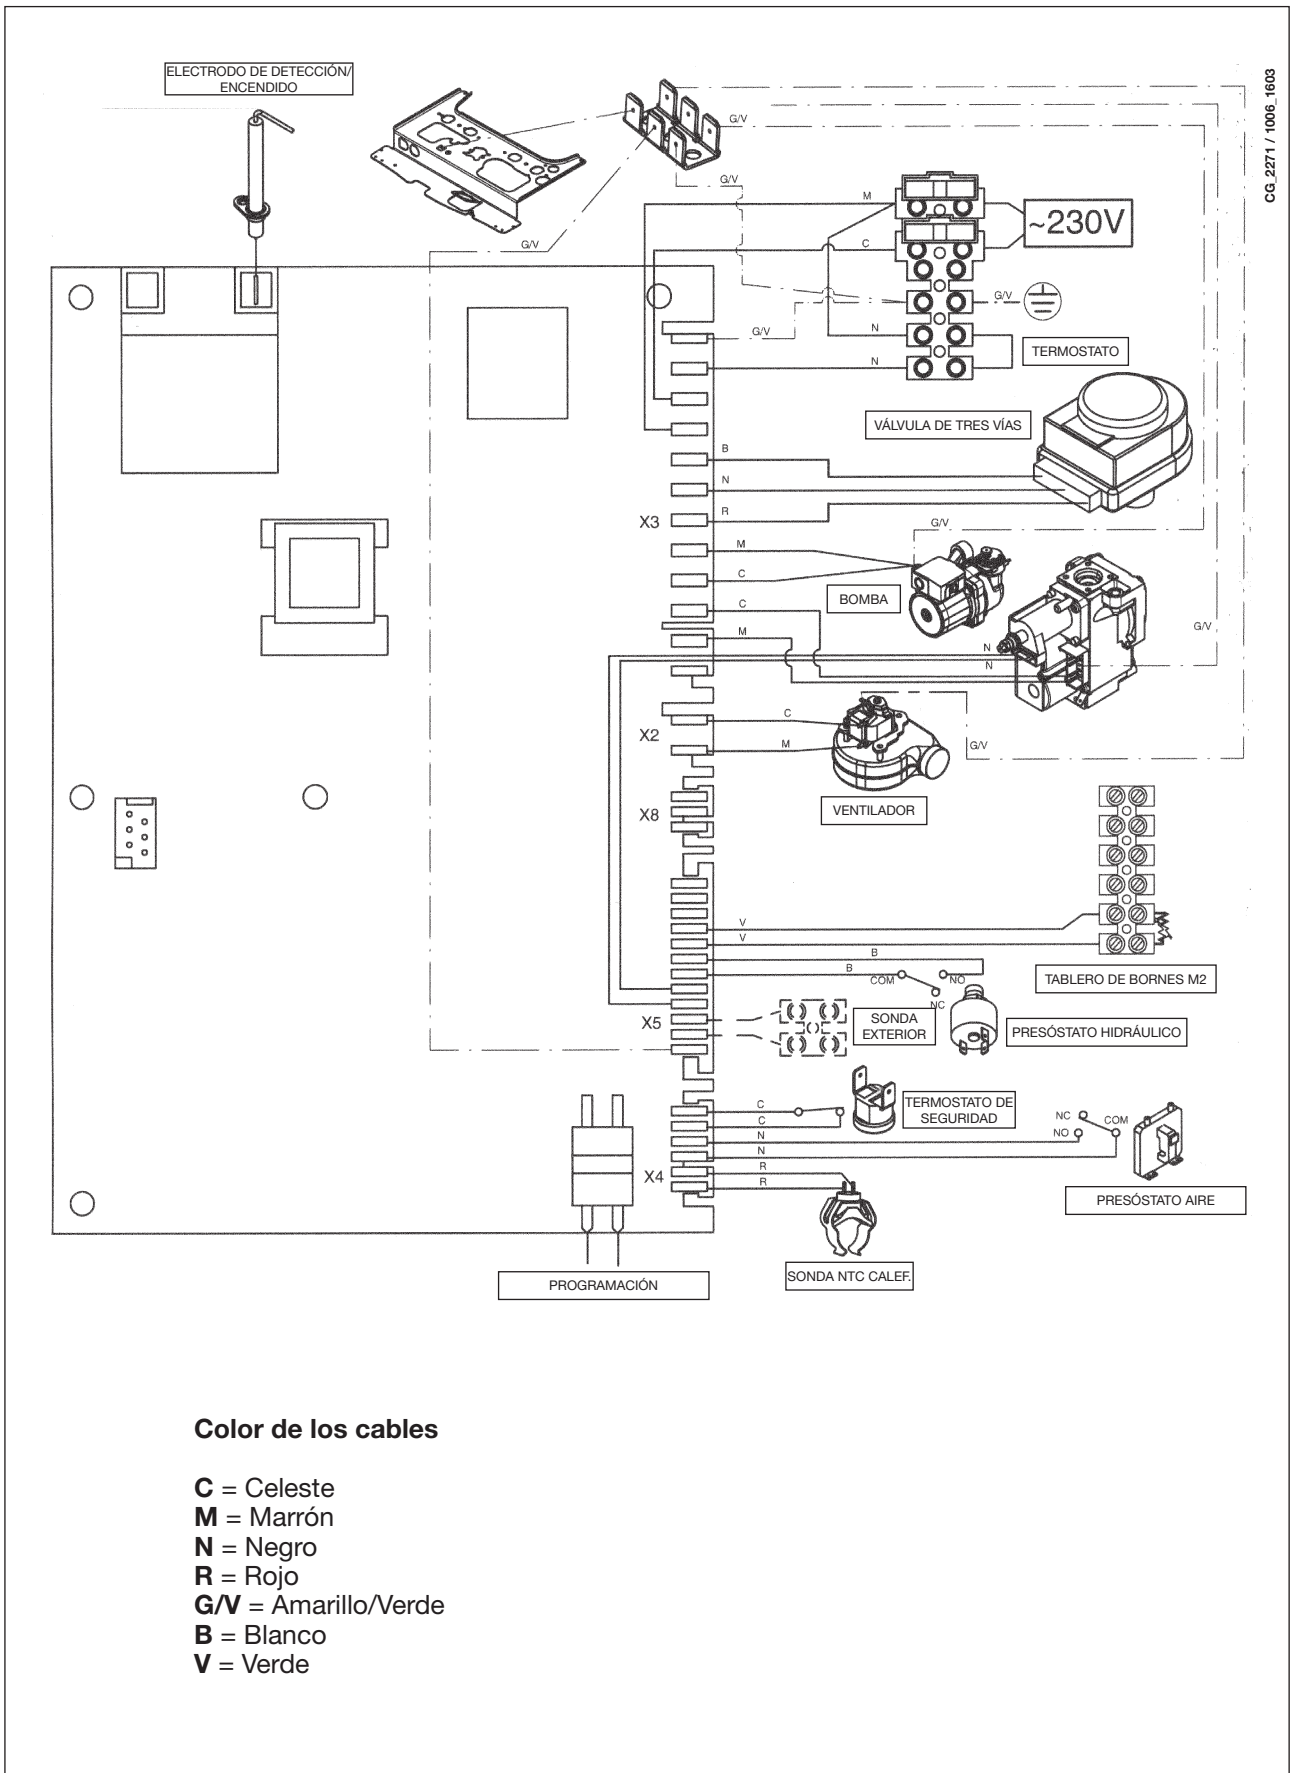 ELECTRODO DE DETECCIÓN/
ENCENDIDO
CG_2271 / 1006_1603
G/V
G/V
G/V
M
~230V
C
G/V
G/V
N
TERMOSTATO
N
VÁLVULA DE TRES VÍAS
B
N
R
X3
G/V
M
C
BOMBA
C
M
G/V
N
N
C
X2
M
G/V
VENTILADOR
X8
V
V
B
B
COM
NO
NC
TABLERO DE BORNES M2
X5
SONDA
EXTERIOR
PRESÓSTATO HIDRÁULICO
C
C
TERMOSTATO DE
SEGURIDAD
NC
COM
NO
N
N
R
R
X4
PRESÓSTATO AIRE
PROGRAMACIÓN
SONDA NTC CALEF.
Color de los cables
C = Celeste
M = Marrón
N = Negro
R = Rojo
G/V = Amarillo/Verde
B = Blanco
V = Verde